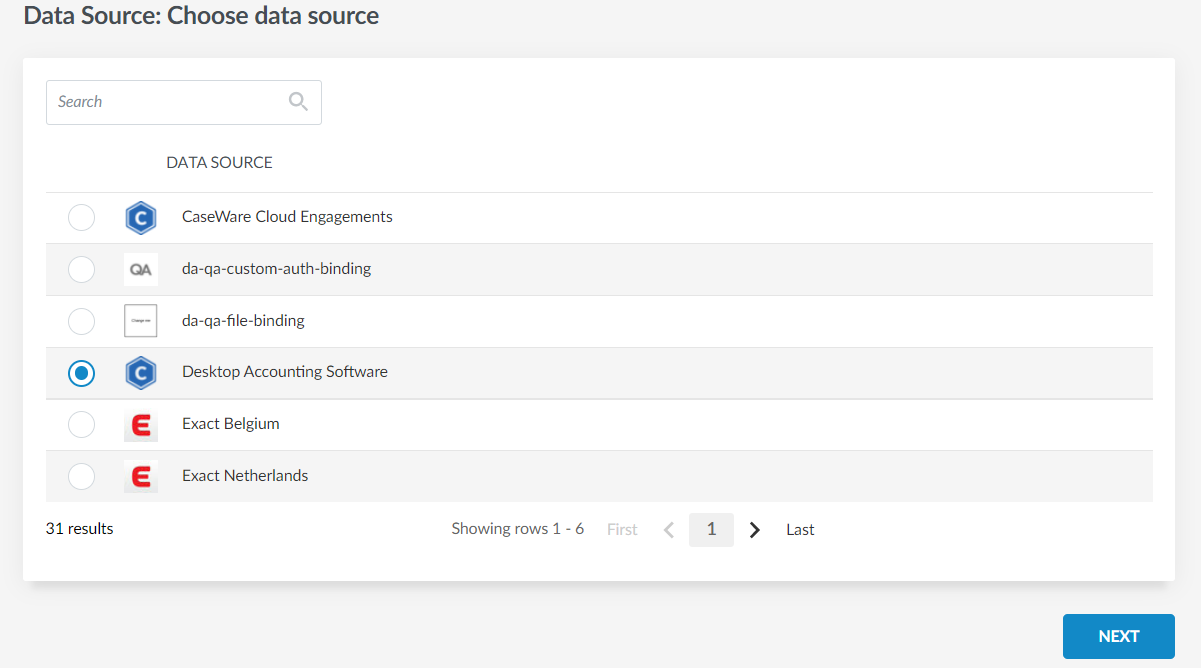 Data Source: Choose data source
Search
DATA SOURCE
C CaseWare Cloud Engagements
QA da-qa-custom-auth-binding
Change me da-qa-file-binding
C Desktop Accounting Software
E Exact Belgium
E Exact Netherlands
31 results Showing rows 1 - 6 First 1 Last
NEXT